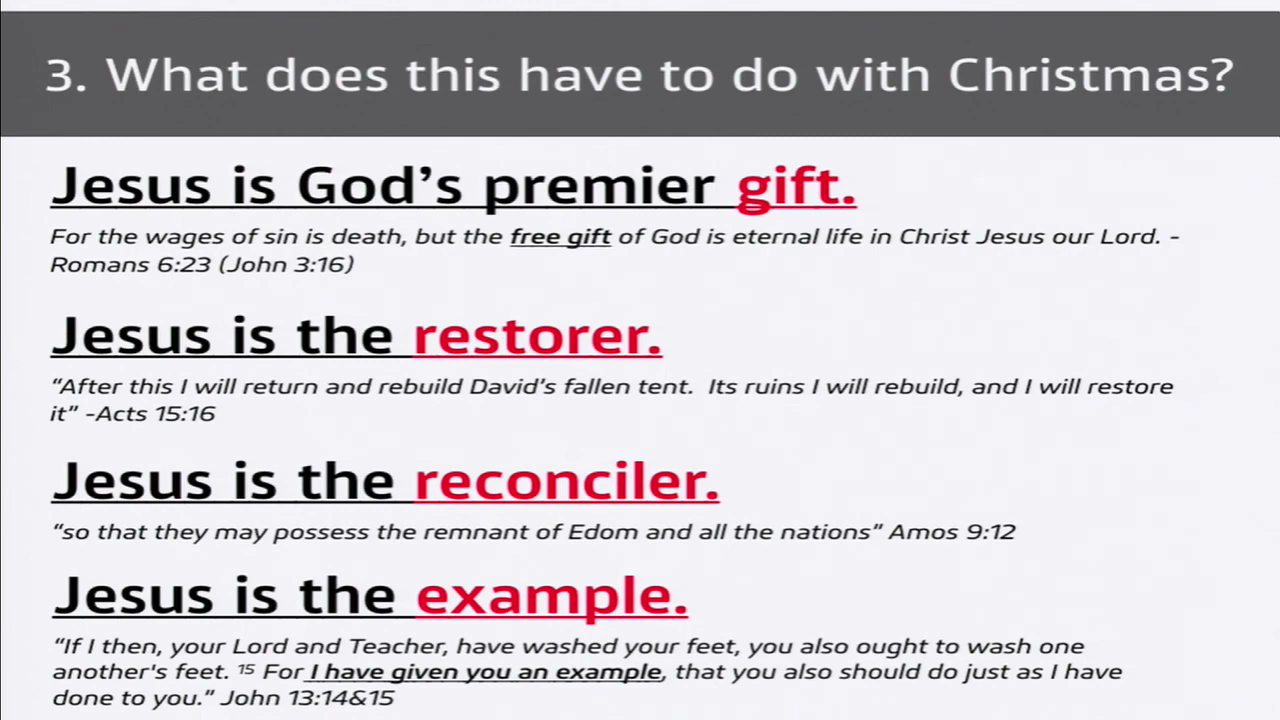 3. What does this have to do with Christmas?
Jesus is God’s premier gift.
For the wages of sin is death, but the free gift of God is eternal life in Christ Jesus our Lord. -
Romans 6:23 (John 3:16)
Jesus is the restorer.
“After this I will return and rebuild David’s fallen tent.  Its ruins I will rebuild, and I will restore
it” -Acts 15:16
Jesus is the reconciler.
“so that they may possess the remnant of Edom and all the nations” Amos 9:12
Jesus is the example.
“If I then, your Lord and Teacher, have washed your feet, you also ought to wash one
another's feet. ¹⁵ For I have given you an example, that you also should do just as I have
done to you.” John 13:14&15